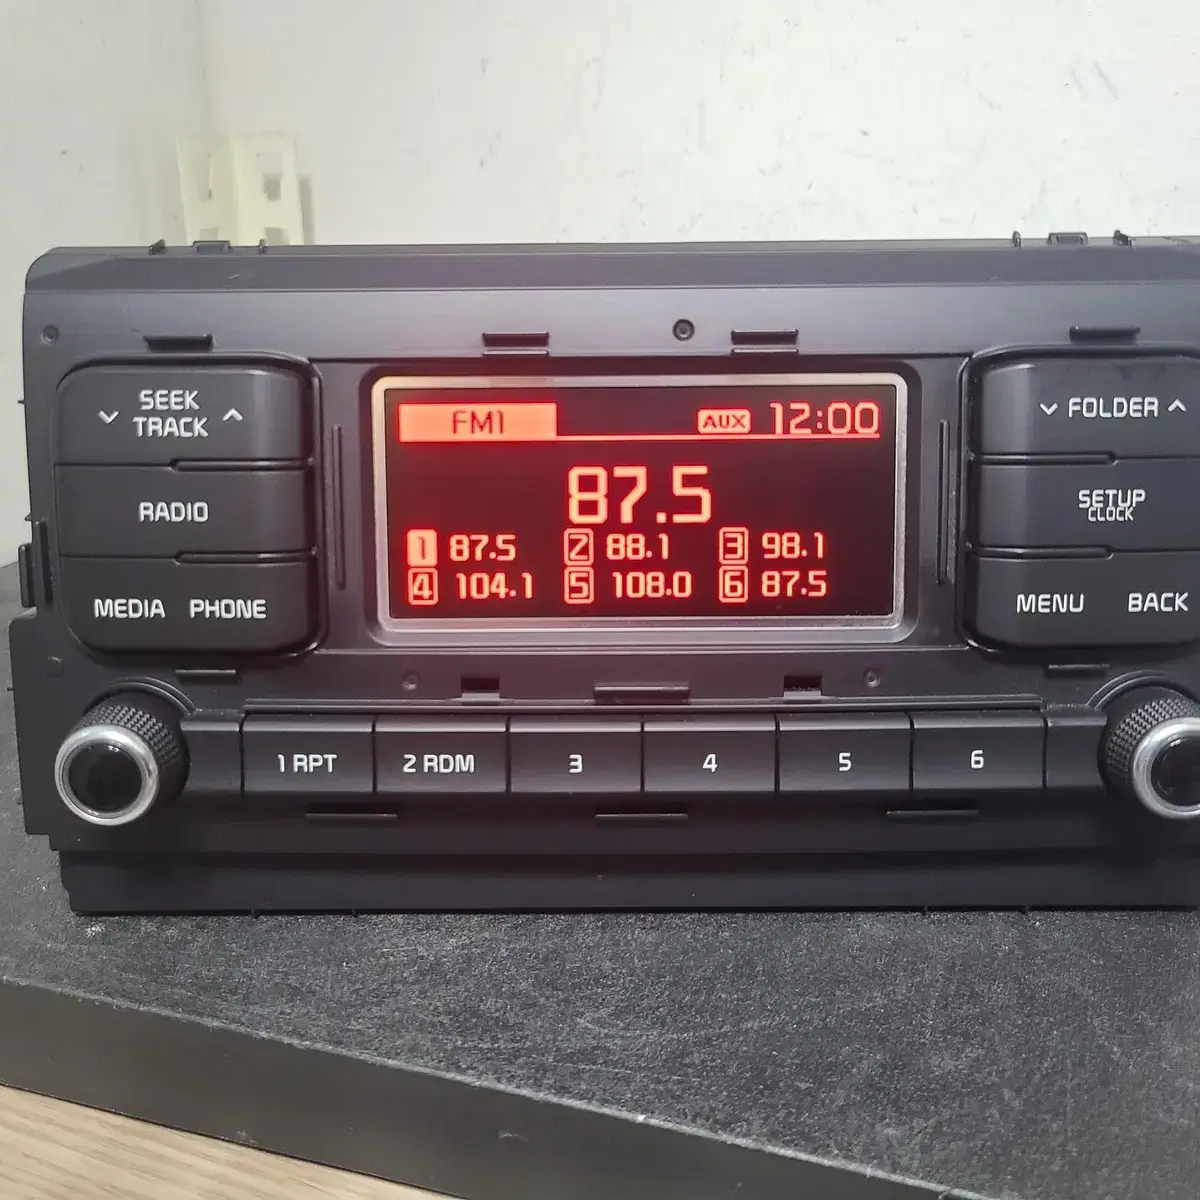 SEEK
TRACK
RADIO
MEDIA PHONE
FM1 AUX 12:00
87.5
1 87.5 2 88.1 3 98.1
4 104.1 5 108.0 6 87.5
FOLDER
SETUP
CLOCK
MENU BACK
1 RPT 2 RDM 3 4 5 6